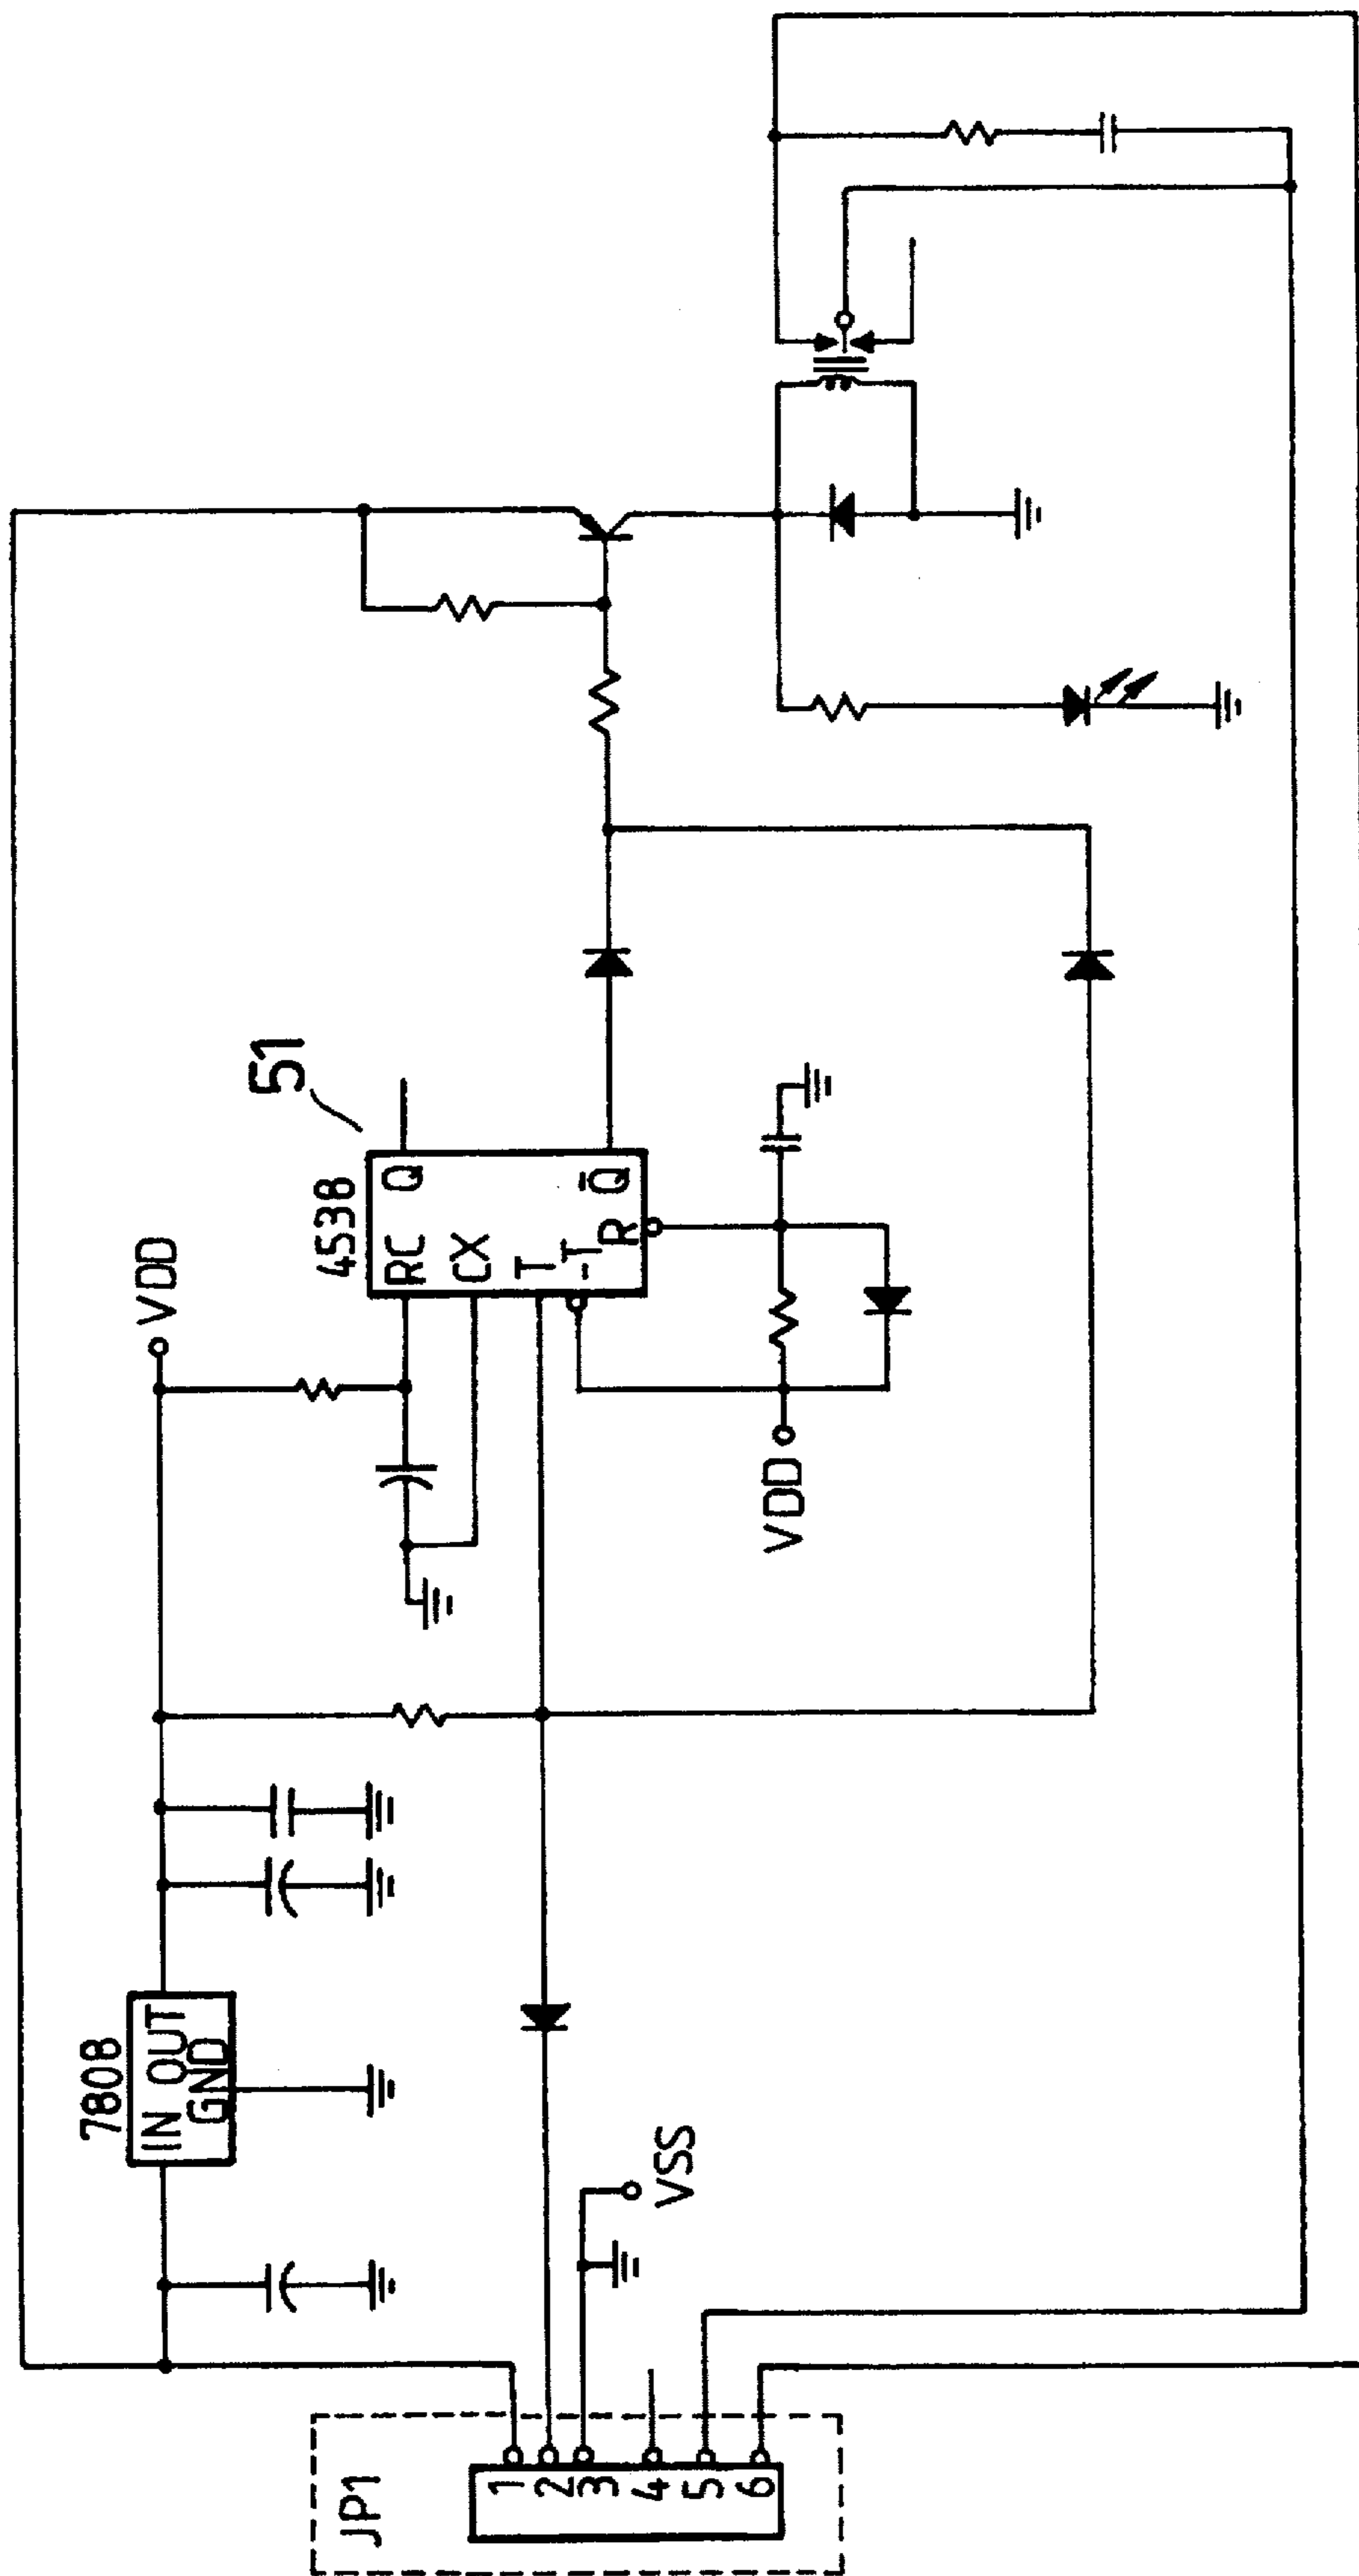 JP1
1
2
3
4
5
6
7808
IN OUT
GND
VSS
VDD
4538
51
RC
CX
T
-T
R
Q
Q̄
VDD